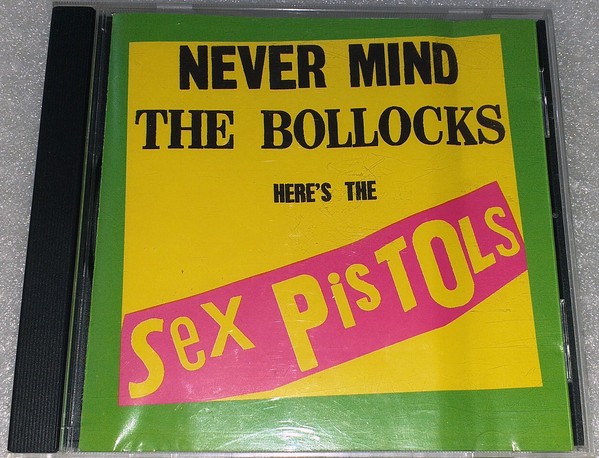 NEVER MIND
THE BOLLOCKS
HERE'S THE
Sex PiSTOLS